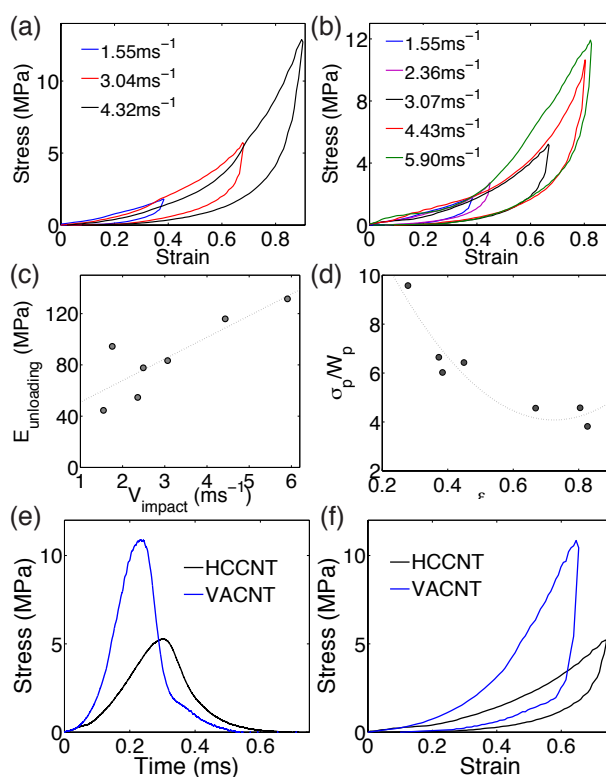 (a)
1.55ms⁻¹
3.04ms⁻¹
4.32ms⁻¹
Stress (MPa)
10
5
0
0 0.2 0.4 0.6 0.8
Strain
(b)
1.55ms⁻¹
2.36ms⁻¹
3.07ms⁻¹
4.43ms⁻¹
5.90ms⁻¹
Stress (MPa)
12
8
4
0
0 0.2 0.4 0.6 0.8
Strain
(c)
E_unloading (MPa)
120
80
40
0
1 2 3 4 5 6
V_impact (ms⁻¹)
(d)
σ_p/W_p
10
8
6
4
2
0.2 0.4 0.6 0.8
(e)
HCCNT
VACNT
Stress (MPa)
10
5
0
0 0.2 0.4 0.6
Time (ms)
(f)
HCCNT
VACNT
Stress (MPa)
10
5
0
0 0.2 0.4 0.6
Strain